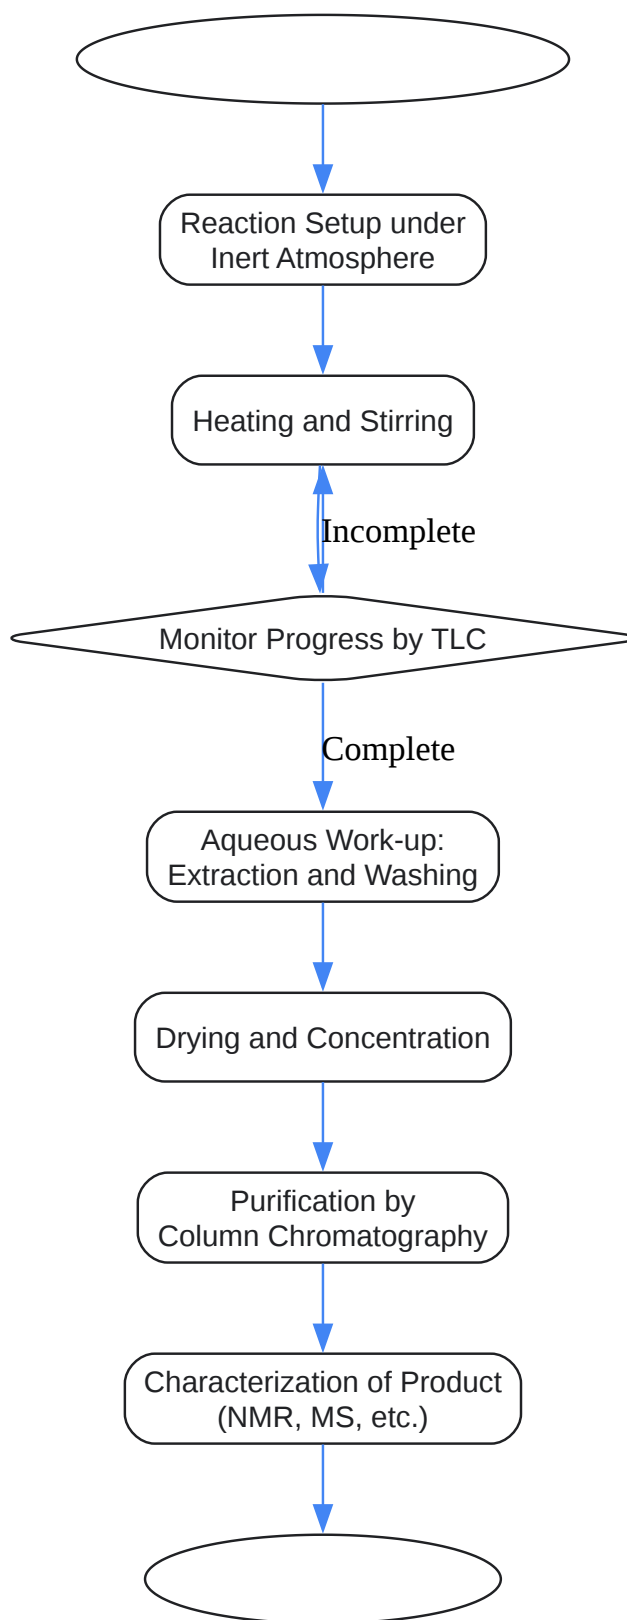 Reaction Setup under
Inert Atmosphere
Heating and Stirring
Incomplete
Monitor Progress by TLC
Complete
Aqueous Work-up:
Extraction and Washing
Drying and Concentration
Purification by
Column Chromatography
Characterization of Product
(NMR, MS, etc.)